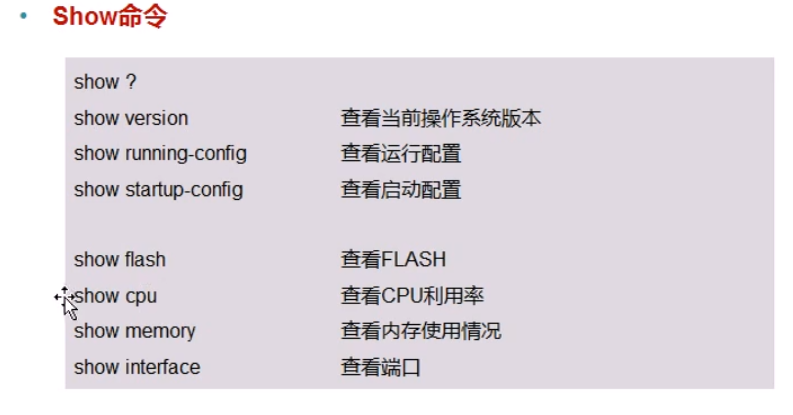 • Show命令
show ?
show version 查看当前操作系统版本
show running-config 查看运行配置
show startup-config 查看启动配置
show flash 查看FLASH
show cpu 查看CPU利用率
show memory 查看内存使用情况
show interface 查看端口